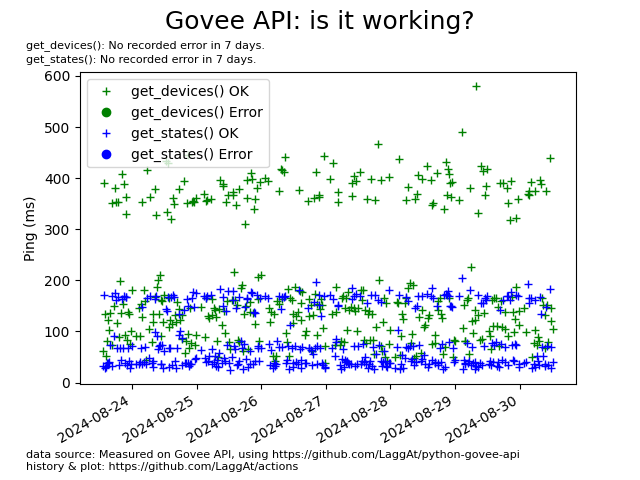 Govee API: is it working?
get_devices(): No recorded error in 7 days.
get_states(): No recorded error in 7 days.
600
500
400
300
200
100
0
Ping (ms)
get_devices() OK
get_devices() Error
get_states() OK
get_states() Error
2024-08-24
2024-08-25
2024-08-26
2024-08-27
2024-08-28
2024-08-29
2024-08-30
data source: Measured on Govee API, using https://github.com/LaggAt/python-govee-api
history & plot: https://github.com/LaggAt/actions